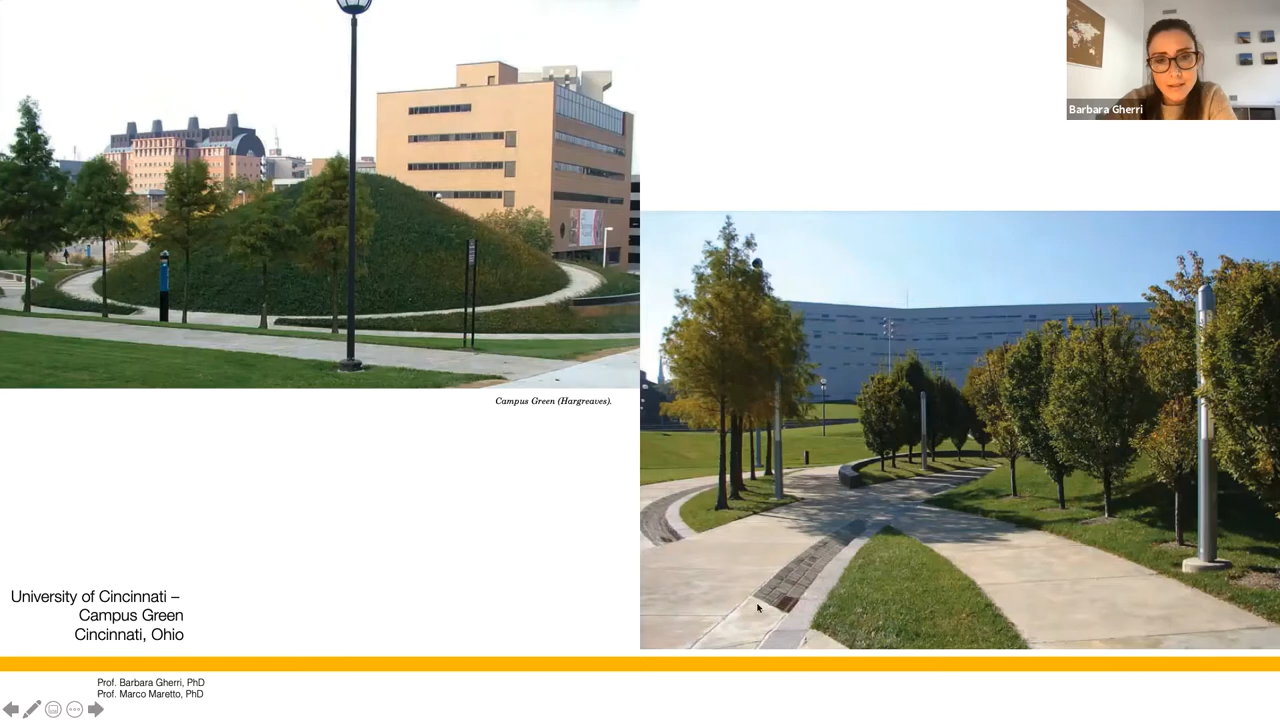 Barbara Gherri
Campus Green (Hargreaves).
University of Cincinnati –
Campus Green
Cincinnati, Ohio
Prof. Barbara Gherri, PhD
Prof. Marco Maretto, PhD